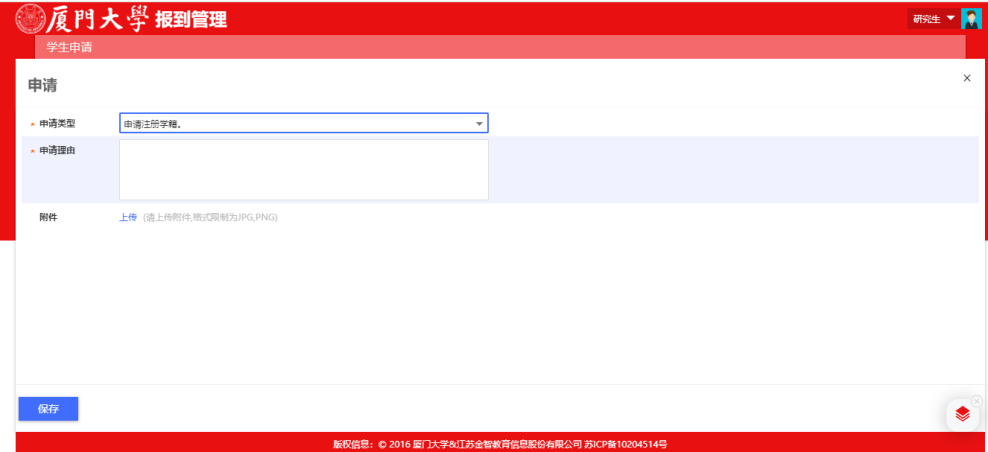 厦門大學 报到管理
研究生
学生申请
申请
* 申请类型
申请注册学籍。
* 申请理由
附件
上传 (请上传附件,格式限制为JPG,PNG)
保存
版权信息: © 2016 厦门大学&江苏金智教育信息股份有限公司 苏ICP备10204514号